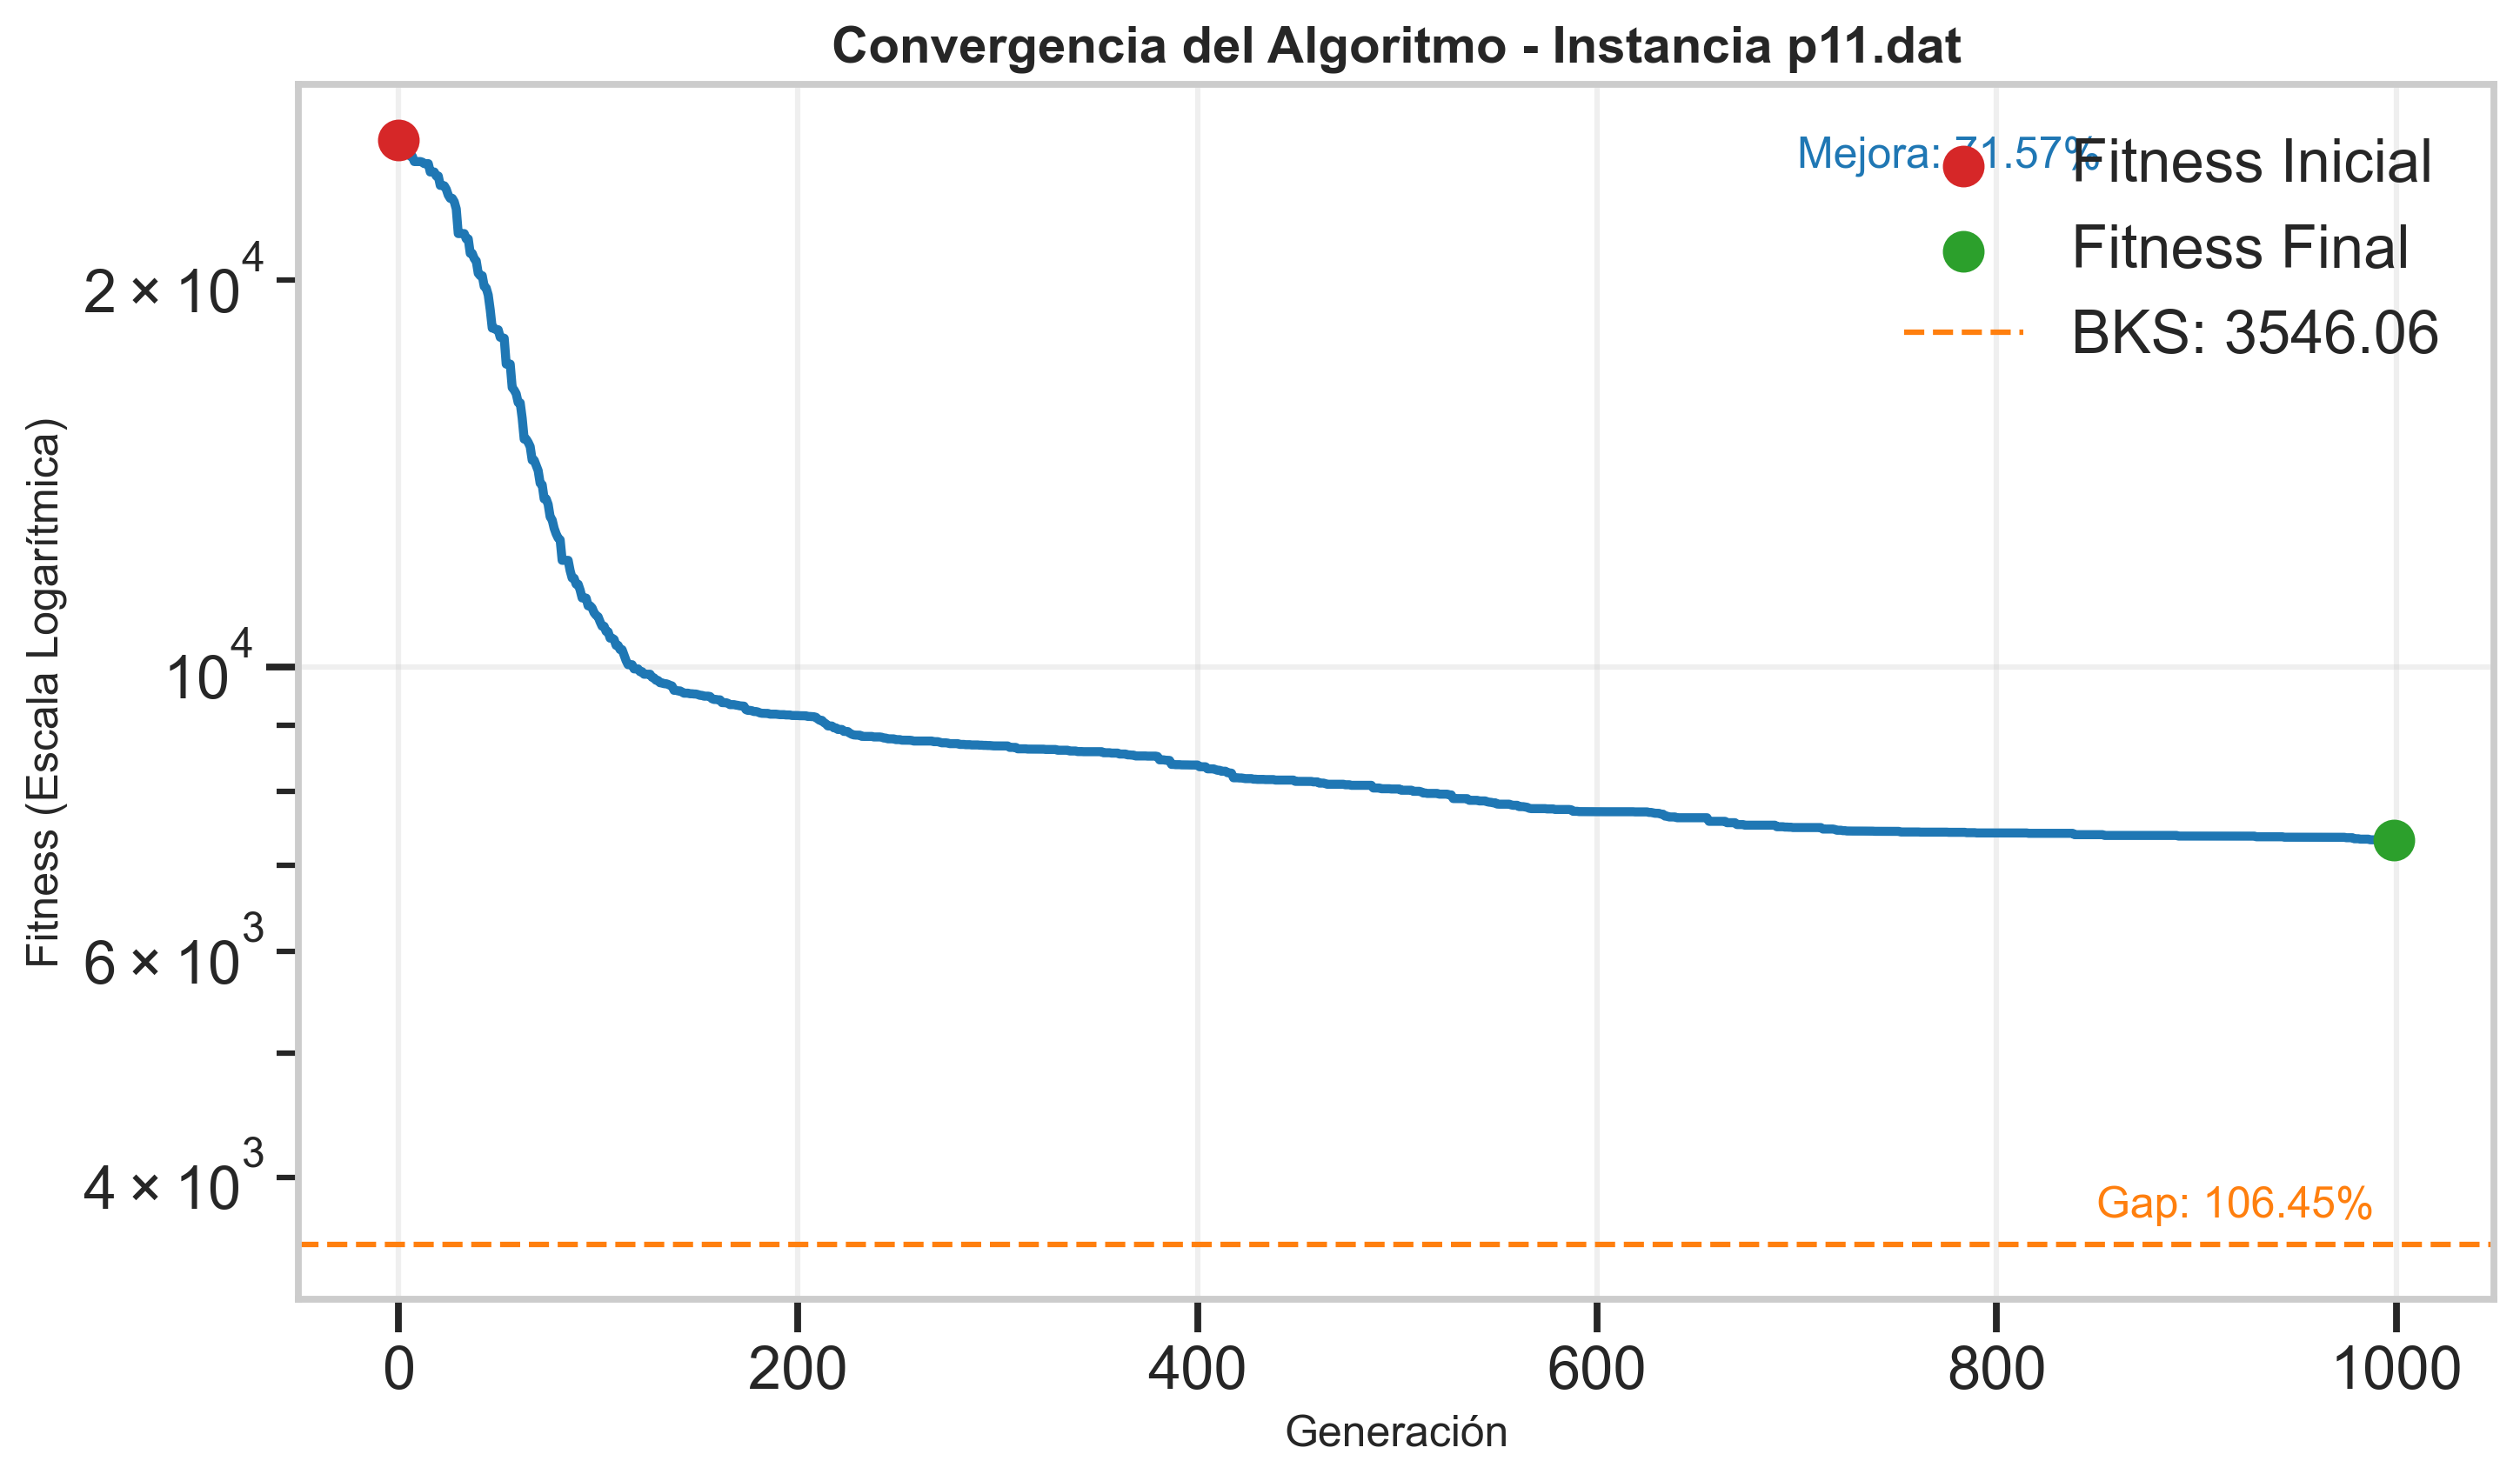 Convergencia del Algoritmo - Instancia p11.dat
Mejora: 71.57%
Fitness Inicial
Fitness Final
BKS: 3546.06
Fitness (Escala Logarítmica)
2 × 10^4
10^4
6 × 10^3
4 × 10^3
Gap: 106.45%
0 200 400 600 800 1000
Generación